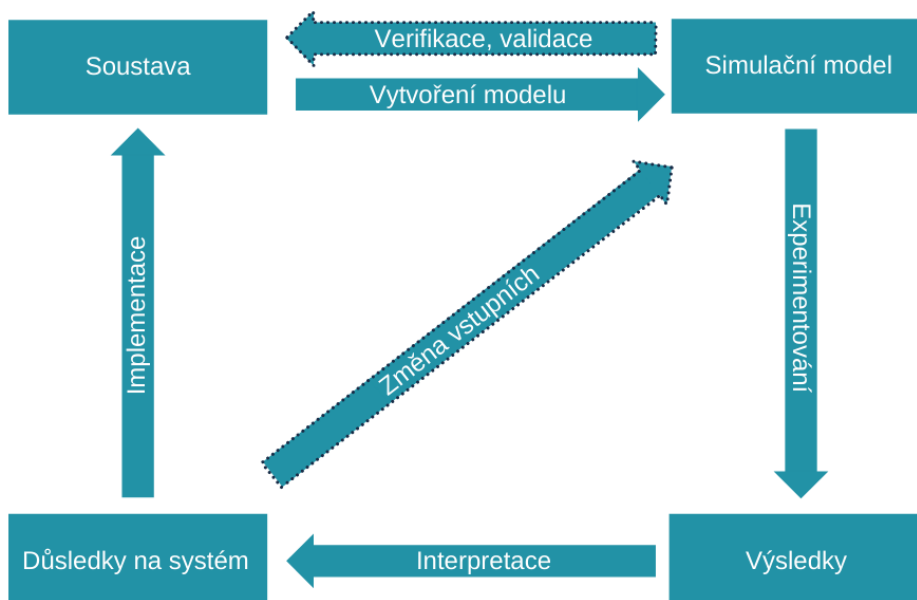 Verifikace, validace
Soustava
Simulační model
Vytvoření modelu
Implementace
Změna vstupních
Experimentování
Důsledky na systém
Interpretace
Výsledky